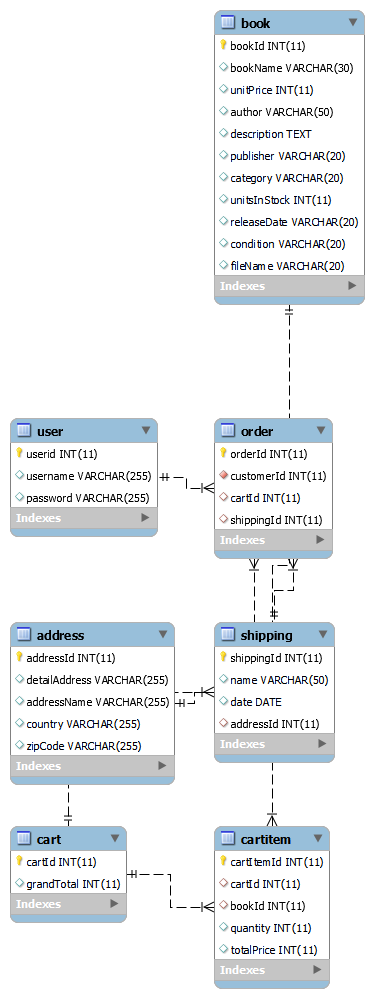 book
bookId INT(11)
bookName VARCHAR(30)
unitPrice INT(11)
author VARCHAR(50)
description TEXT
publisher VARCHAR(20)
category VARCHAR(20)
unitsInStock INT(11)
releaseDate VARCHAR(20)
condition VARCHAR(20)
fileName VARCHAR(20)
Indexes
user
userid INT(11)
username VARCHAR(255)
password VARCHAR(255)
Indexes
order
orderId INT(11)
customerId INT(11)
cartId INT(11)
shippingId INT(11)
Indexes
address
addressId INT(11)
detailAddress VARCHAR(255)
addressName VARCHAR(255)
country VARCHAR(255)
zipCode VARCHAR(255)
Indexes
shipping
shippingId INT(11)
name VARCHAR(50)
date DATE
addressId INT(11)
Indexes
cart
cartId INT(11)
grandTotal INT(11)
Indexes
cartitem
cartItemId INT(11)
cartId INT(11)
bookId INT(11)
quantity INT(11)
totalPrice INT(11)
Indexes